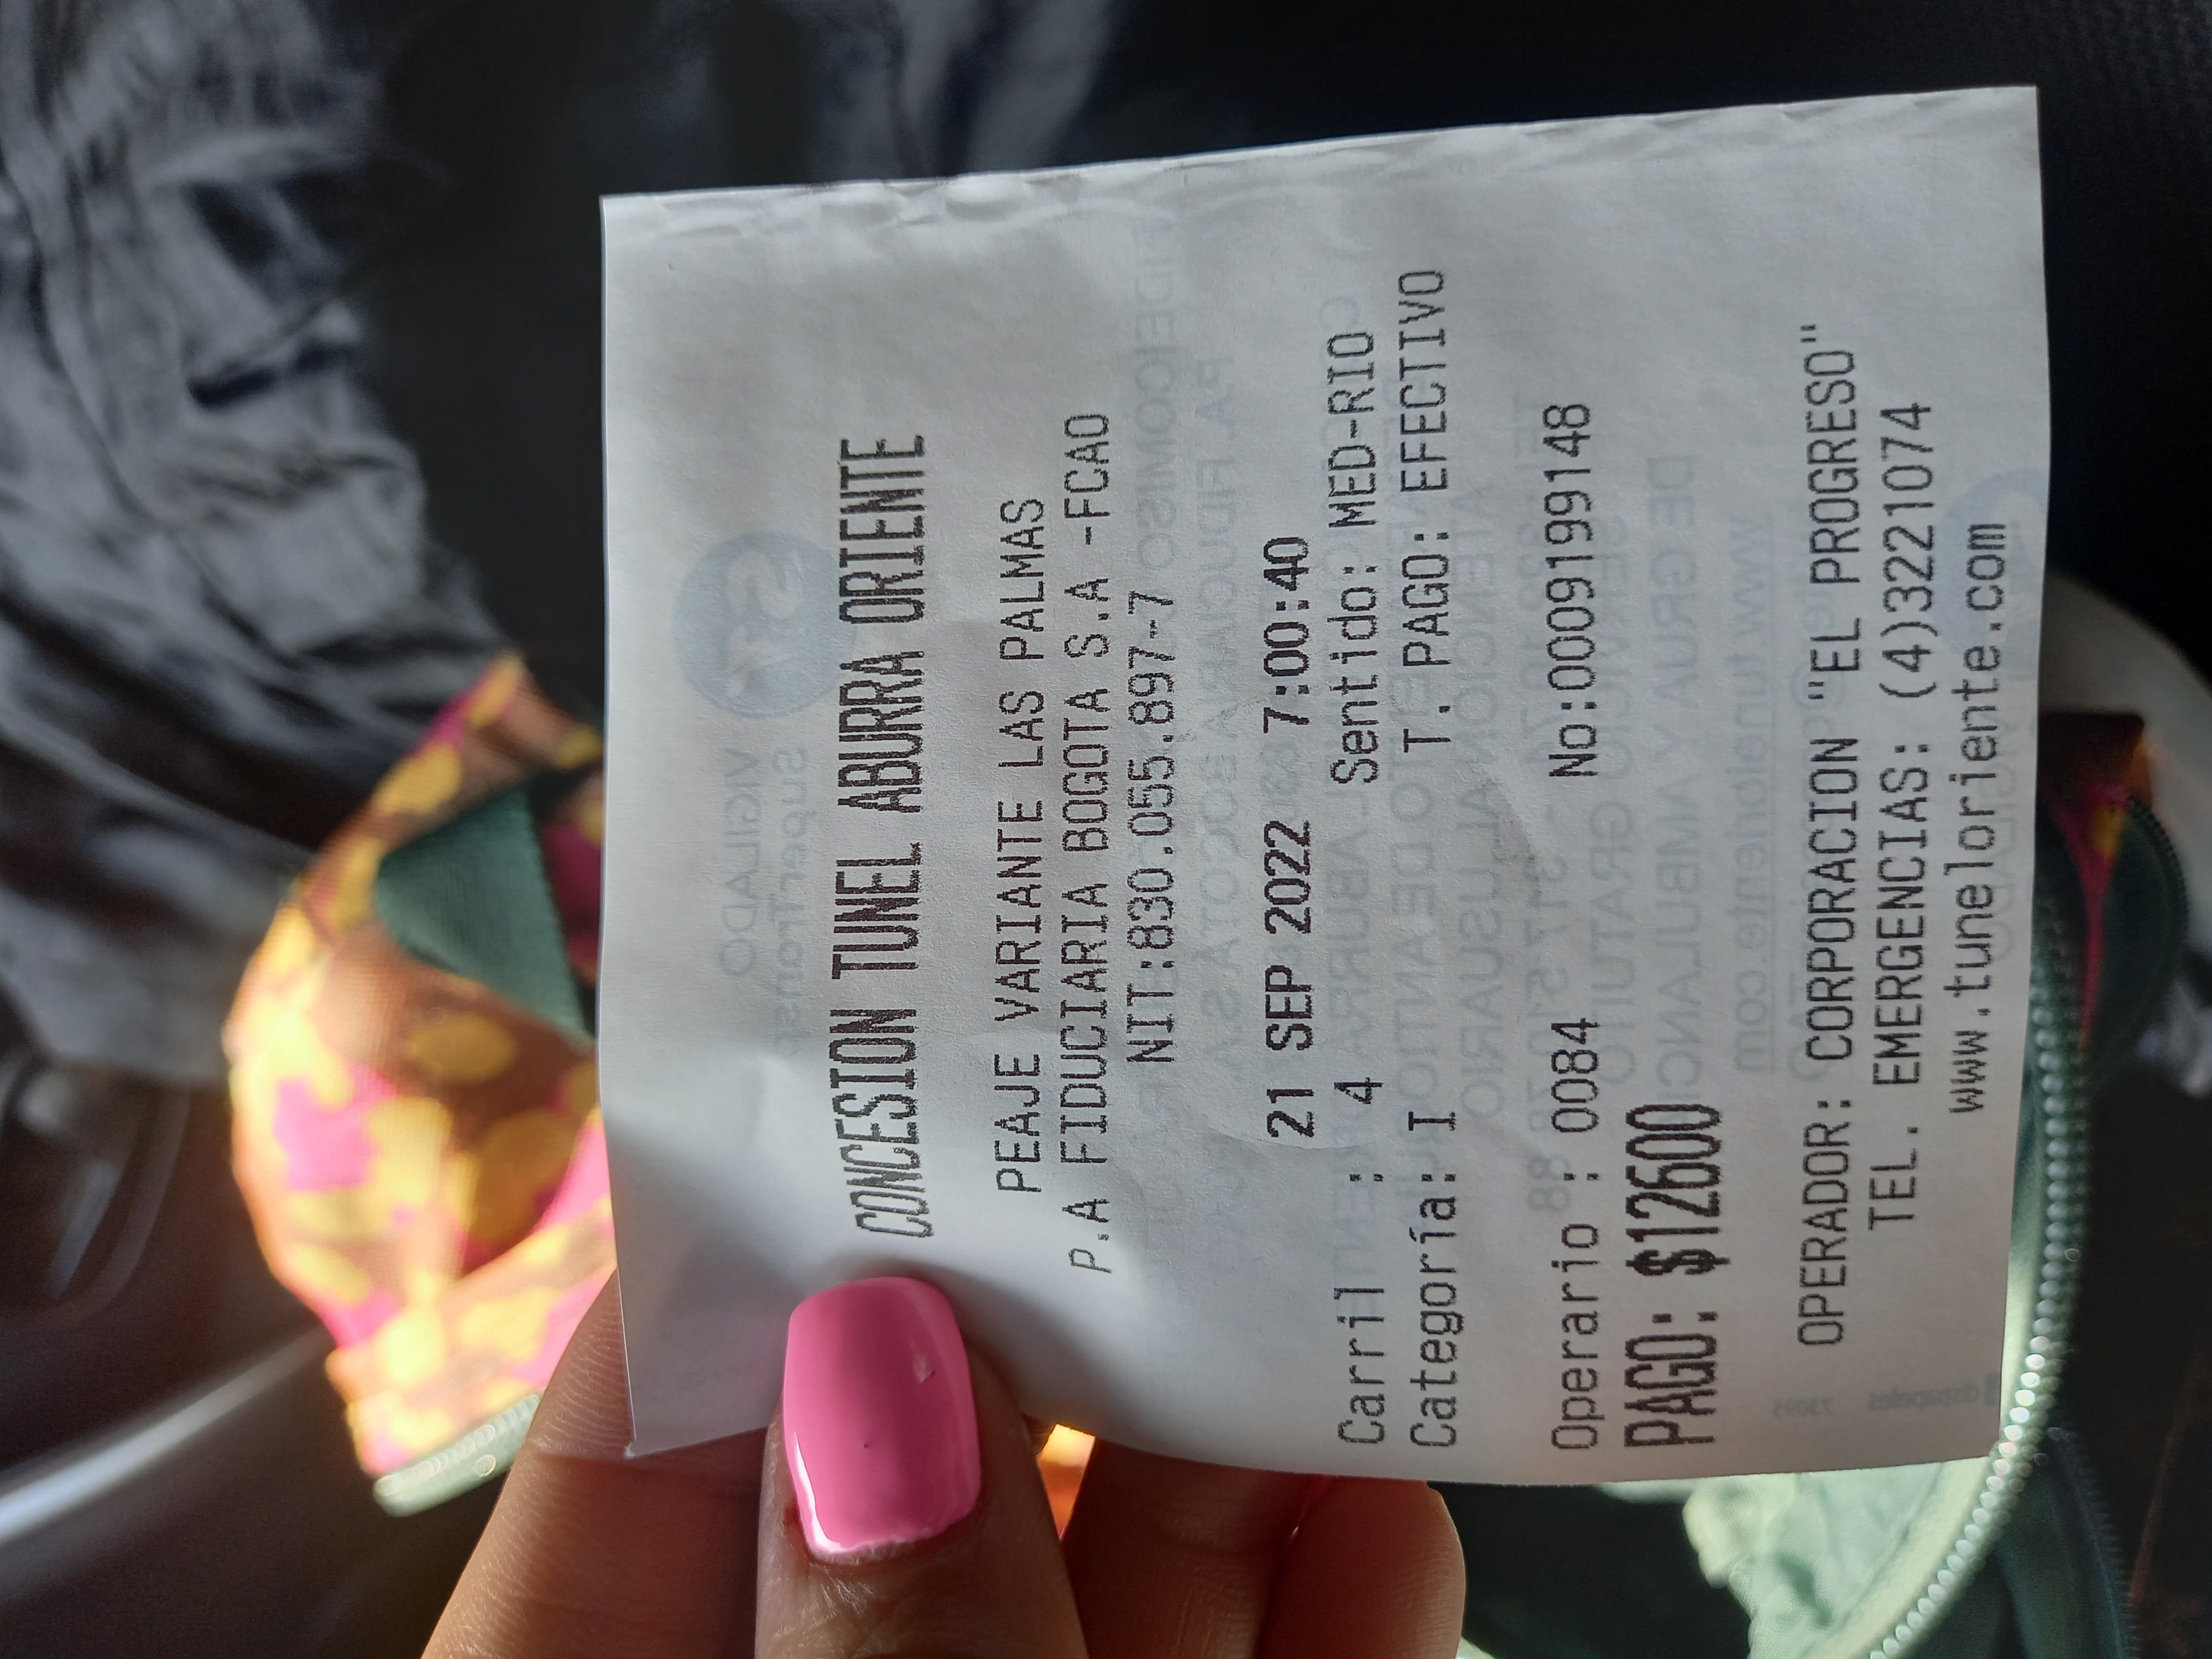 CONCESION TUNEL ABURRA ORIENTE
PEAJE VARIANTE LAS PALMAS
P.A FIDUCIARIA BOGOTA S.A -FCAO
NIT:830.055.897-7
21 SEP 2022 7:00:40
Carril : 4 Sentido: MED-RIO
Categoría: I T. PAGO: EFECTIVO
Operario : 0084 No:0009199148
PAGO: $12600
OPERADOR: CORPORACION "EL PROGRESO"
TEL. EMERGENCIAS: (4)3221074
www.tuneloriente.com